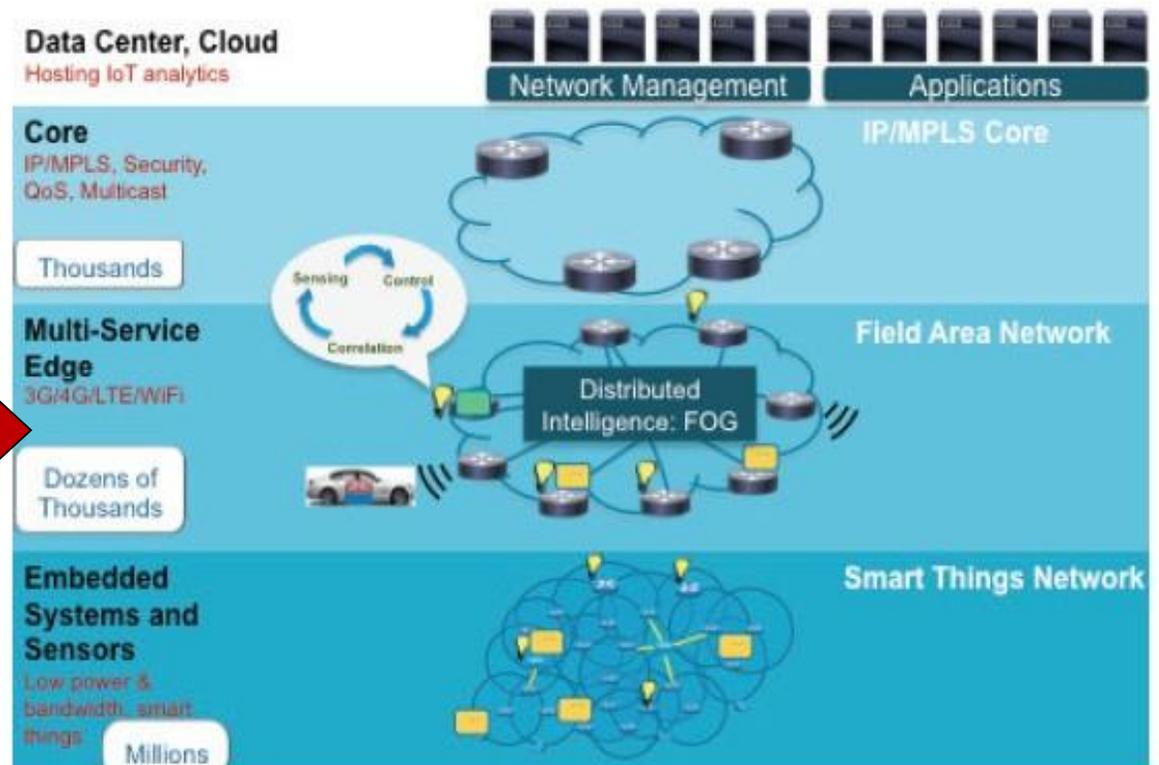 Data Center, Cloud
Hosting IoT analytics
Network Management
Applications
Core
IP/MPLS, Security,
QoS, Multicast
IP/MPLS Core
Thousands
Sensing
Control
Correlation
Multi-Service
Edge
3G/4G/LTE/WiFi
Field Area Network
Distributed
Intelligence: FOG
Dozens of
Thousands
Embedded
Systems and
Sensors
Low power &
bandwidth, smart
things
Smart Things Network
Millions